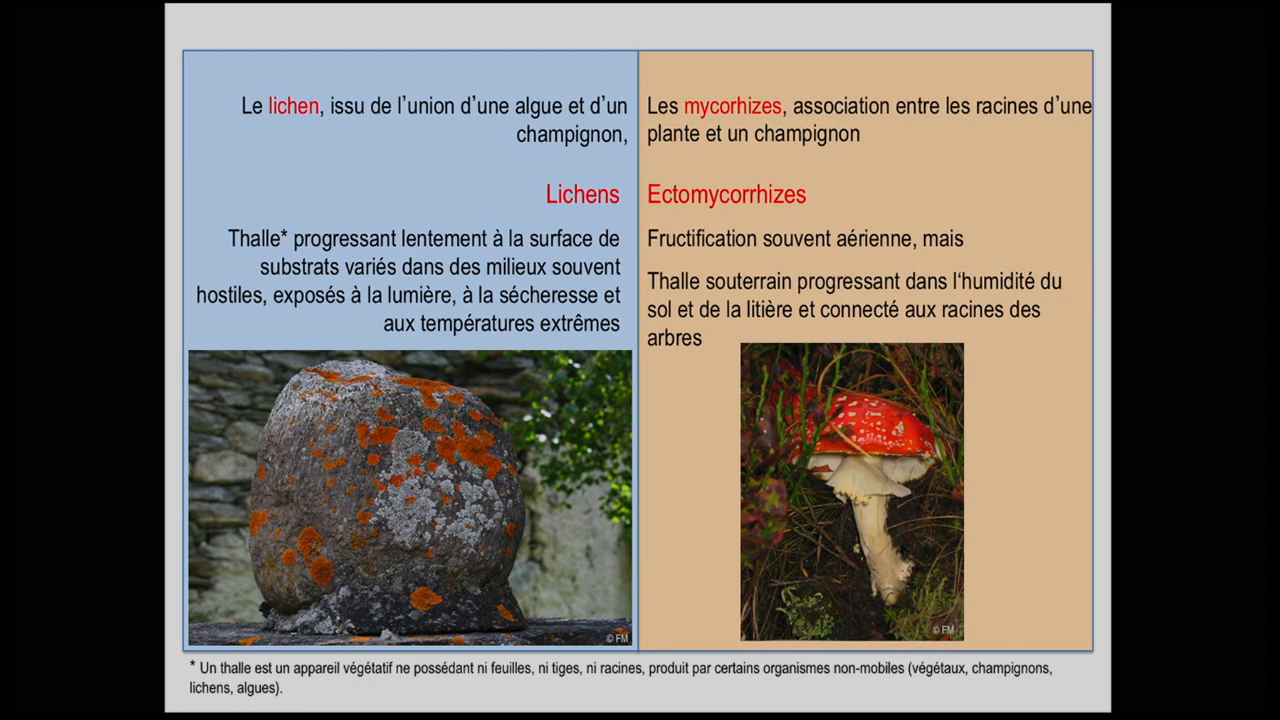 Le lichen, issu de l’union d’une algue et d’un
champignon,
Lichens
Thalle* progressant lentement à la surface de
substrats variés dans des milieux souvent
hostiles, exposés à la lumière, à la sécheresse et
aux températures extrêmes
© FM
Les mycorhizes, association entre les racines d’une
plante et un champignon
Ectomycorrhizes
Fructification souvent aérienne, mais
Thalle souterrain progressant dans l‘humidité du
sol et de la litière et connecté aux racines des
arbres
© FM
* Un thalle est un appareil végétatif ne possédant ni feuilles, ni tiges, ni racines, produit par certains organismes non-mobiles (végétaux, champignons,
lichens, algues).